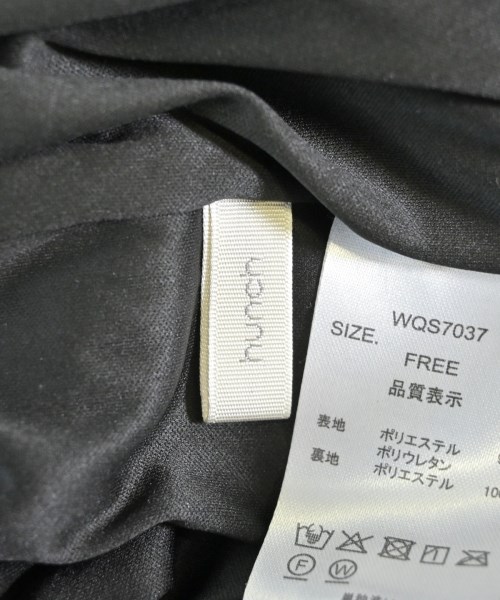 hunch
WQS7037
SIZE. FREE
品質表示
表地 ポリエステル
ポリウレタン
裏地 ポリエステル 100
F W